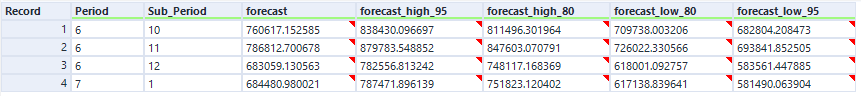 Record Period Sub_Period forecast forecast_high_95 forecast_high_80 forecast_low_80 forecast_low_95
1 6 10 760617.152585 838430.096697 811496.301964 709738.003206 682804.208473
2 6 11 786812.700678 879783.548852 847603.070791 726022.330566 693841.852505
3 6 12 683059.130563 782556.813242 748117.168369 618001.092757 583561.447885
4 7 1 684480.980021 787471.896139 751823.120402 617138.839641 581490.063904